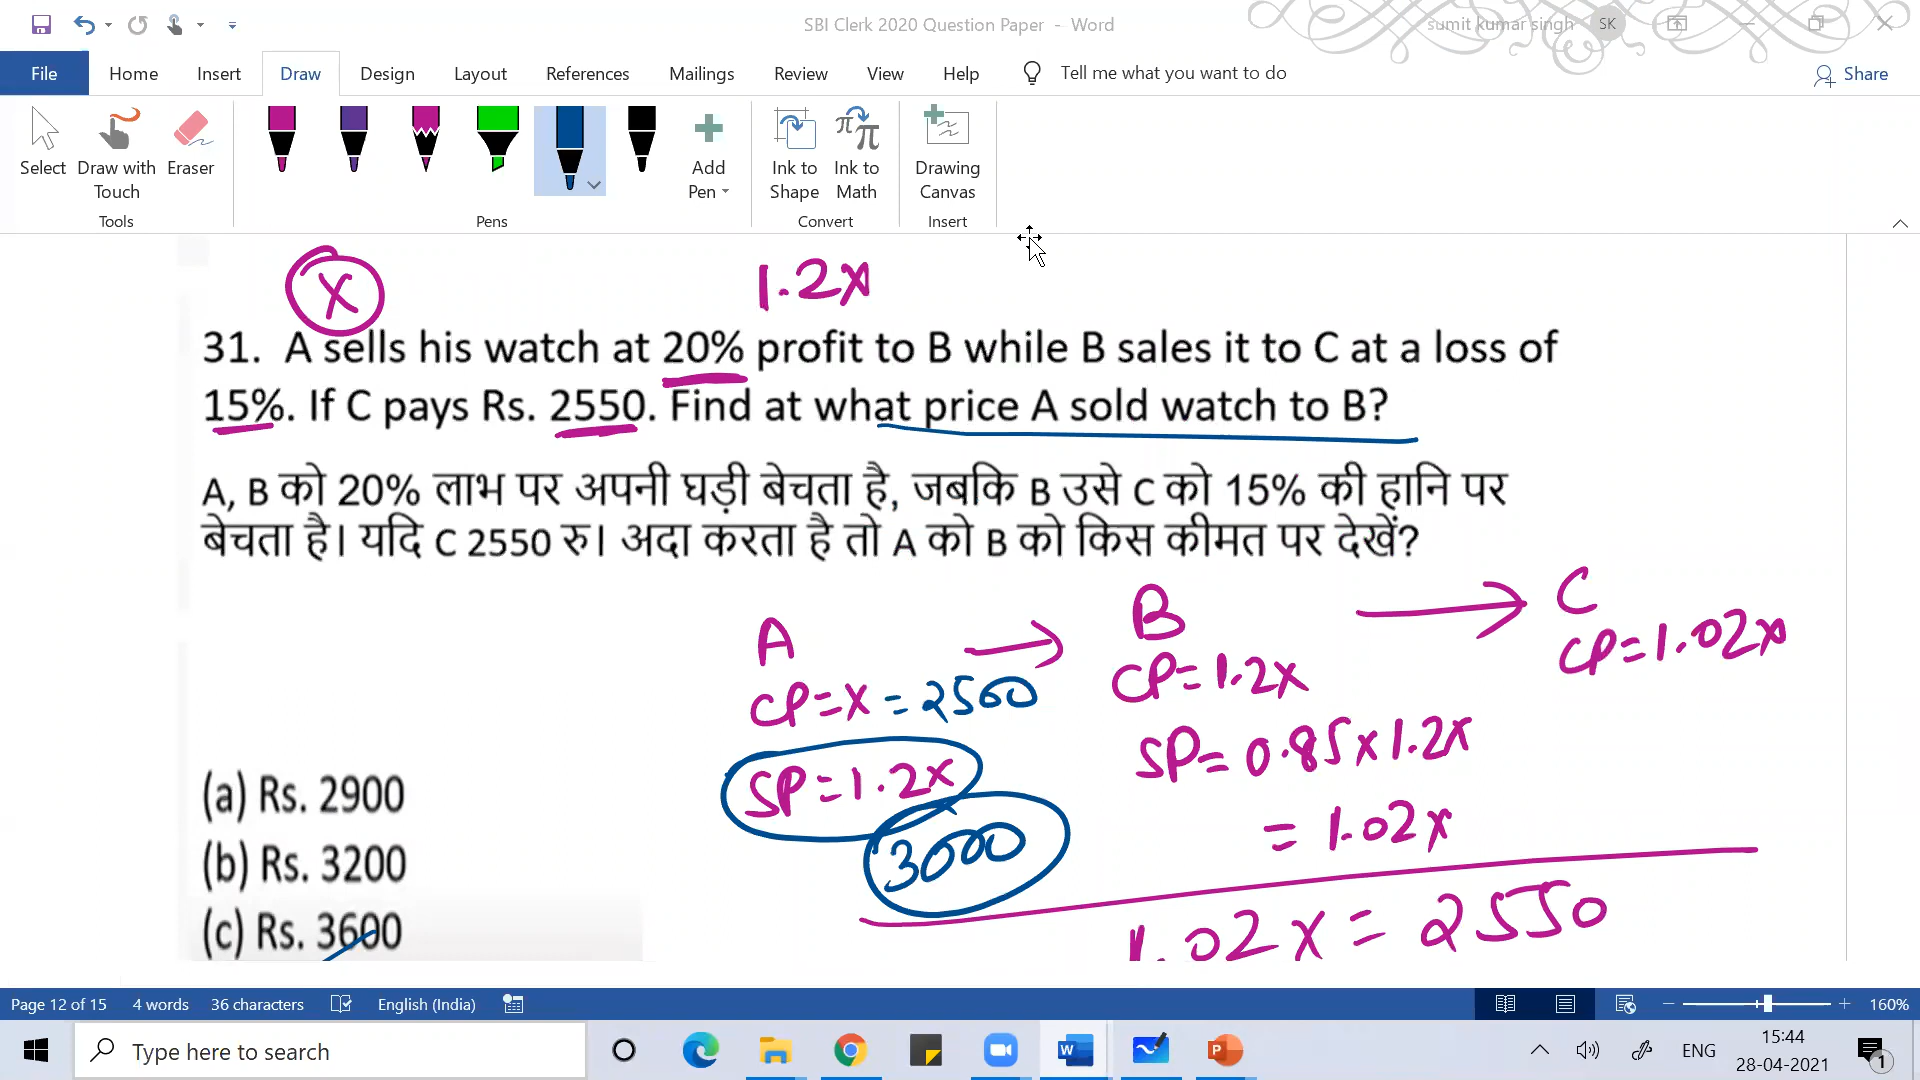 SBI Clerk 2020 Question Paper - Word
sumit kumar singh SK
File Home Insert Draw Design Layout References Mailings Review View Help Tell me what you want to do Share
Select Draw with Touch Eraser Add Pen Ink to Shape Ink to Math Drawing Canvas
Tools Pens Convert Insert
x 1.2x
31. A sells his watch at 20% profit to B while B sales it to C at a loss of
15%. If C pays Rs. 2550. Find at what price A sold watch to B?
A, B को 20% लाभ पर अपनी घड़ी बेचता है, जबकि B उसे C को 15% की हानि पर
बेचता है। यदि C 2550 रु। अदा करता है तो A को B को किस कीमत पर देखें?
A → B → C
CP=x =2500 CP=1.2x CP=1.02x
SP=1.2x SP=0.85x1.2x
3000 = 1.02x
1.02x = 2550
(a) Rs. 2900
(b) Rs. 3200
(c) Rs. 3600
Page 12 of 15 4 words 36 characters English (India) 160%
Type here to search ENG 15:44
28-04-2021 1